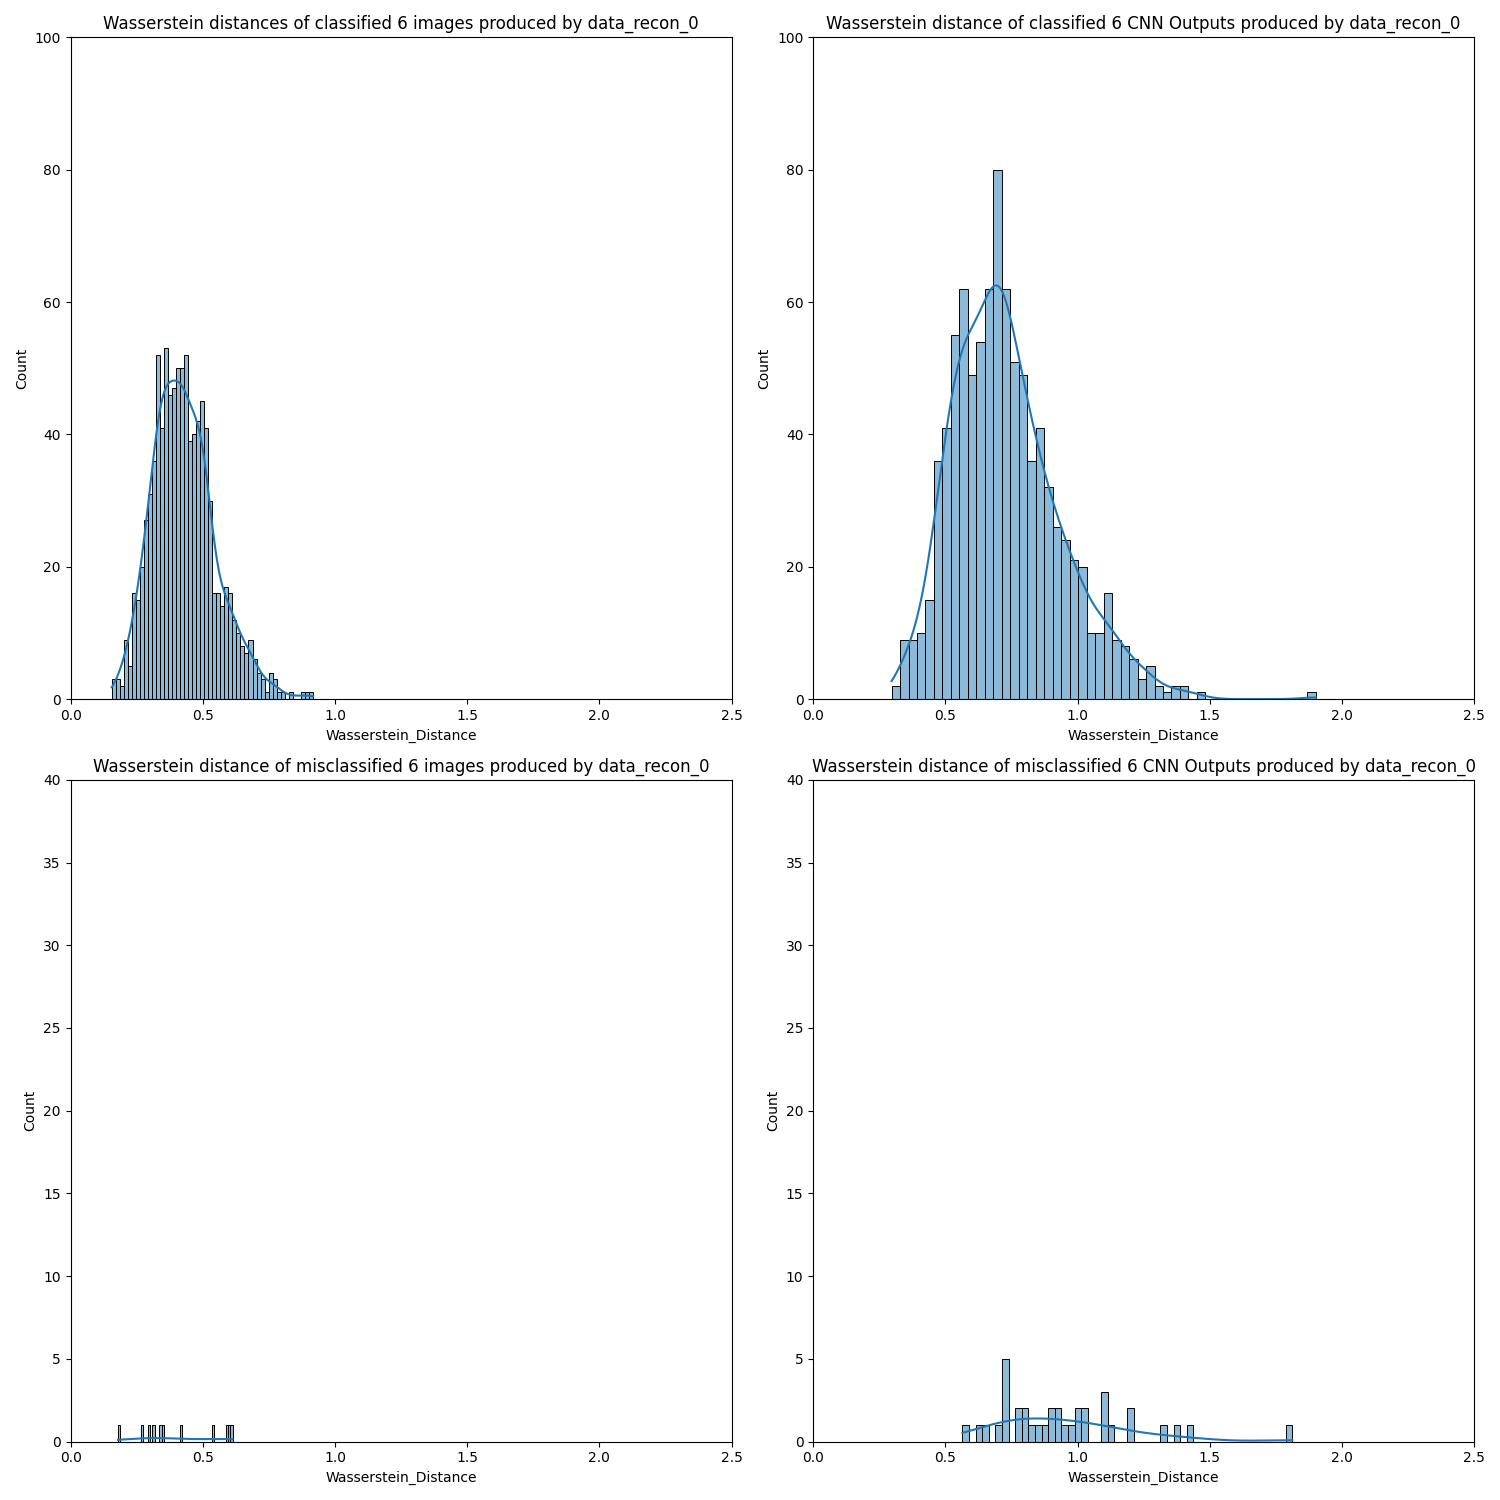 Wasserstein distances of classified 6 images produced by data_recon_0
100
80
60
40
20
0
Count
0.0 0.5 1.0 1.5 2.0 2.5
Wasserstein_Distance
Wasserstein distance of classified 6 CNN Outputs produced by data_recon_0
100
80
60
40
20
0
Count
0.0 0.5 1.0 1.5 2.0 2.5
Wasserstein_Distance
Wasserstein distance of misclassified 6 images produced by data_recon_0
40
35
30
25
20
15
10
5
0
Count
0.0 0.5 1.0 1.5 2.0 2.5
Wasserstein_Distance
Wasserstein distance of misclassified 6 CNN Outputs produced by data_recon_0
40
35
30
25
20
15
10
5
0
Count
0.0 0.5 1.0 1.5 2.0 2.5
Wasserstein_Distance